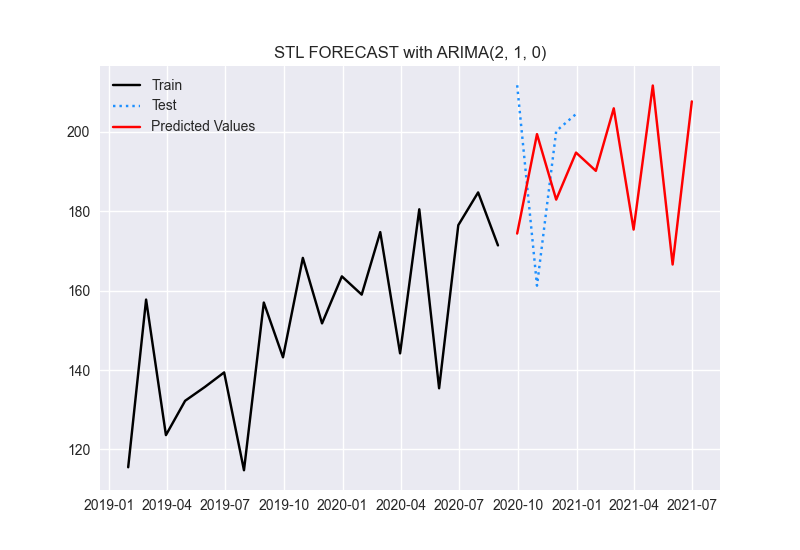 STL FORECAST with ARIMA(2, 1, 0)
Train
Test
Predicted Values
200
180
160
140
120
2019-01 2019-04 2019-07 2019-10 2020-01 2020-04 2020-07 2020-10 2021-01 2021-04 2021-07